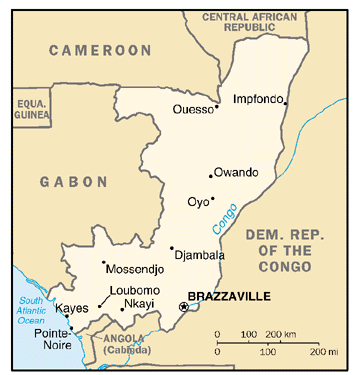 CENTRAL AFRICAN
REPUBLIC
CAMEROON
Impfondo
Ouesso
EQUA.
GUINEA
GABON
Owando
Oyo
Congo
DEM. REP.
OF THE
CONGO
Djambala
Mossendjo
Loubomo
BRAZZAVILLE
South
Atlantic
Ocean
Kayes
Nkayi
Pointe-
Noire
ANGOLA
(Cabinda)
0 100 200 km
0 100 200 mi